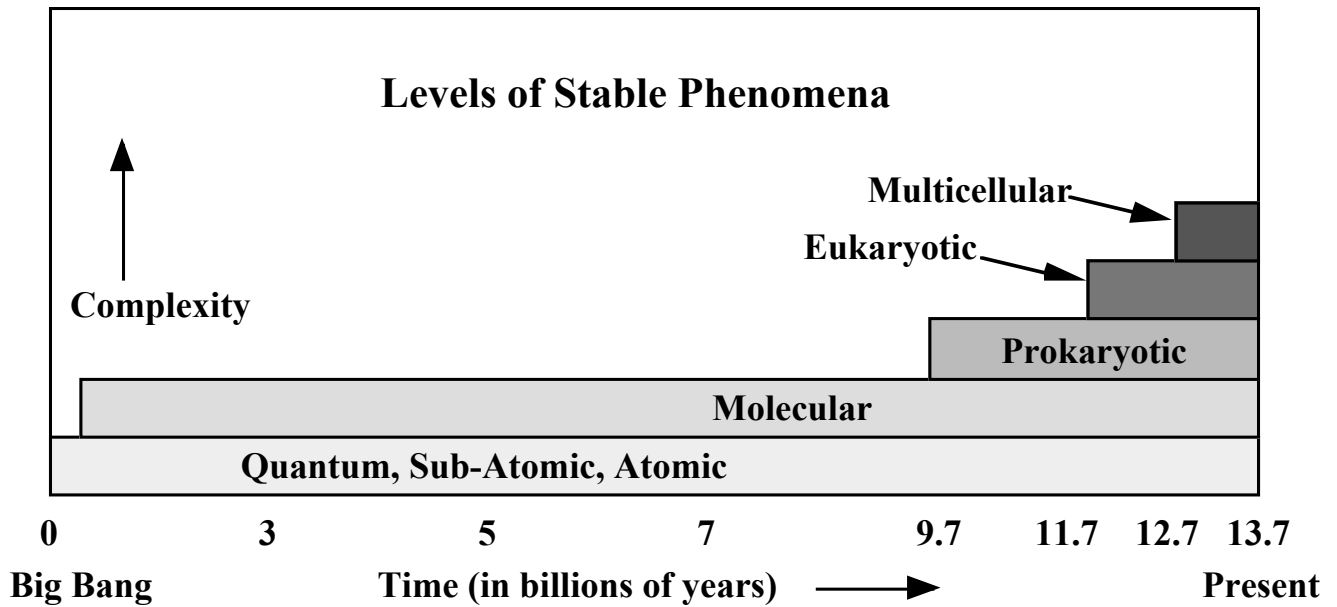 Levels of Stable Phenomena
Multicellular
Eukaryotic
Complexity
Prokaryotic
Molecular
Quantum, Sub-Atomic, Atomic
0 3 5 7 9.7 11.7 12.7 13.7
Big Bang Time (in billions of years) Present